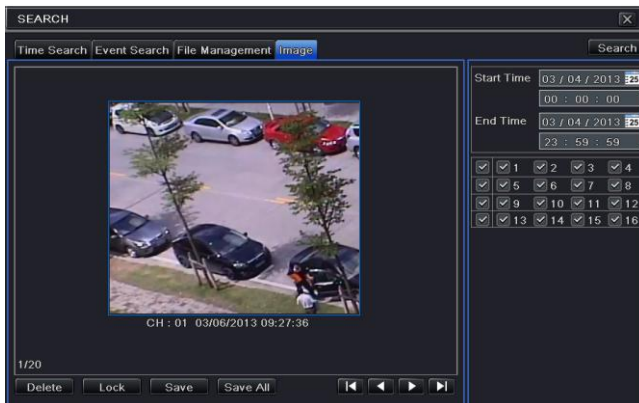 SEARCH
Time Search Event Search File Management Image
Search
Start Time 03 / 04 / 2013
00 : 00 : 00
End Time 03 / 04 / 2013
23 : 59 : 59
1 2 3 4
5 6 7 8
9 10 11 12
13 14 15 16
CH : 01 03/06/2013 09:27:36
1/20
Delete Lock Save Save All